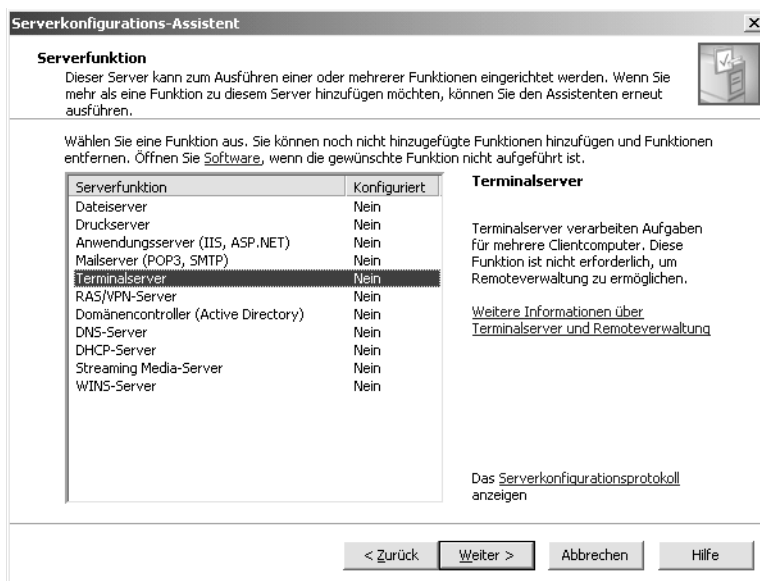 Serverkonfigurations-Assistent
Serverfunktion
Dieser Server kann zum Ausführen einer oder mehrerer Funktionen eingerichtet werden. Wenn Sie
mehr als eine Funktion zu diesem Server hinzufügen möchten, können Sie den Assistenten erneut
ausführen.
Wählen Sie eine Funktion aus. Sie können noch nicht hinzugefügte Funktionen hinzufügen und Funktionen
entfernen. Öffnen Sie Software, wenn die gewünschte Funktion nicht aufgeführt ist.
Serverfunktion Konfiguriert
Dateiserver Nein
Druckserver Nein
Anwendungsserver (IIS, ASP.NET) Nein
Mailserver (POP3, SMTP) Nein
Terminalserver Nein
RAS/VPN-Server Nein
Domänencontroller (Active Directory) Nein
DNS-Server Nein
DHCP-Server Nein
Streaming Media-Server Nein
WINS-Server Nein
Terminalserver
Terminalserver verarbeiten Aufgaben
für mehrere Clientcomputer. Diese
Funktion ist nicht erforderlich, um
Remoteverwaltung zu ermöglichen.
Weitere Informationen über
Terminalserver und Remoteverwaltung
Das Serverkonfigurationsprotokoll
anzeigen
< Zurück Weiter > Abbrechen Hilfe